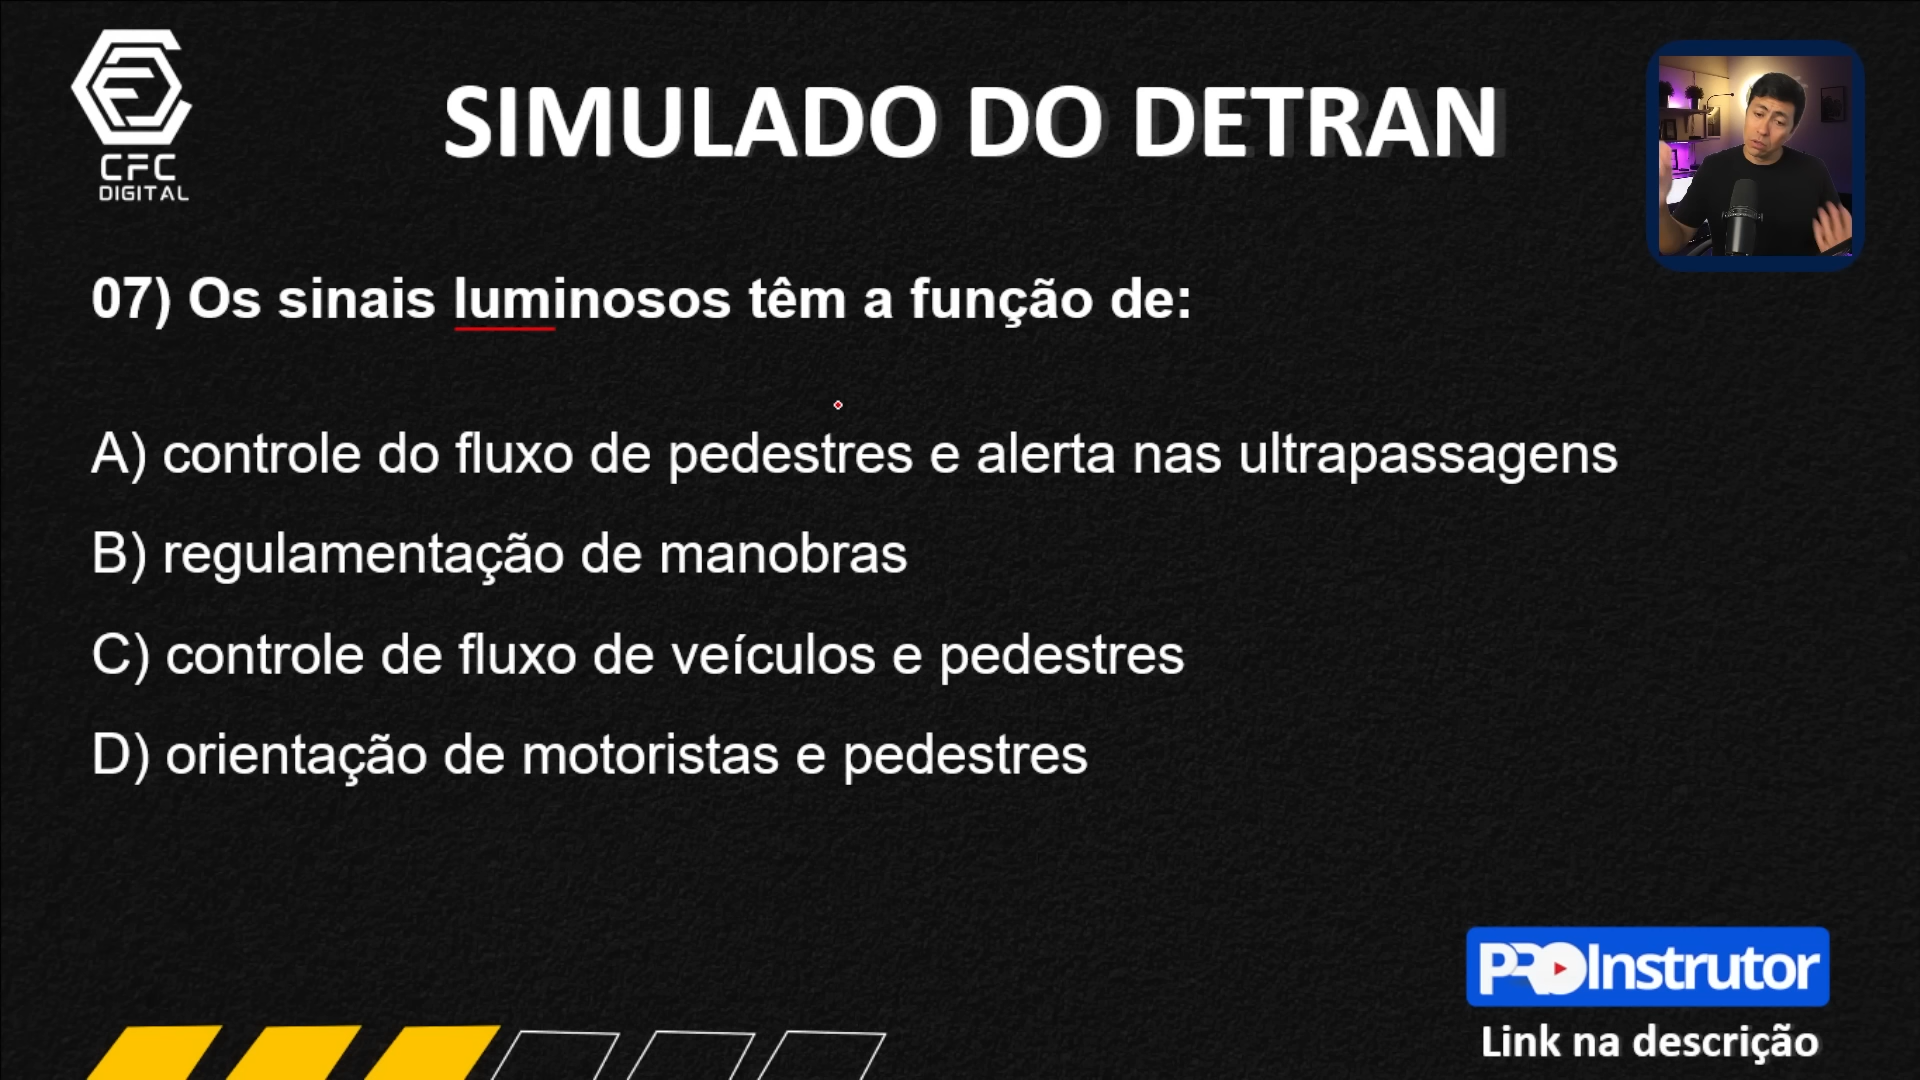 CFC
DIGITAL
SIMULADO DO DETRAN
07) Os sinais luminosos têm a função de:
A) controle do fluxo de pedestres e alerta nas ultrapassagens
B) regulamentação de manobras
C) controle de fluxo de veículos e pedestres
D) orientação de motoristas e pedestres
PROInstrutor
Link na descrição